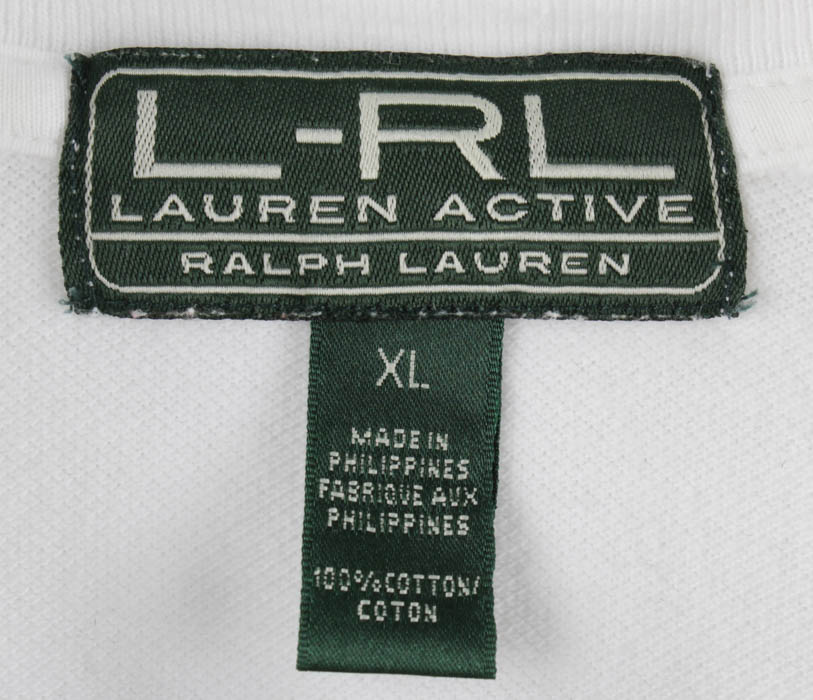 L-RL
LAUREN ACTIVE
RALPH LAUREN
XL
MADE IN
PHILIPPINES
FABRIQUE AUX
PHILIPPINES
100%COTTON/
COTON